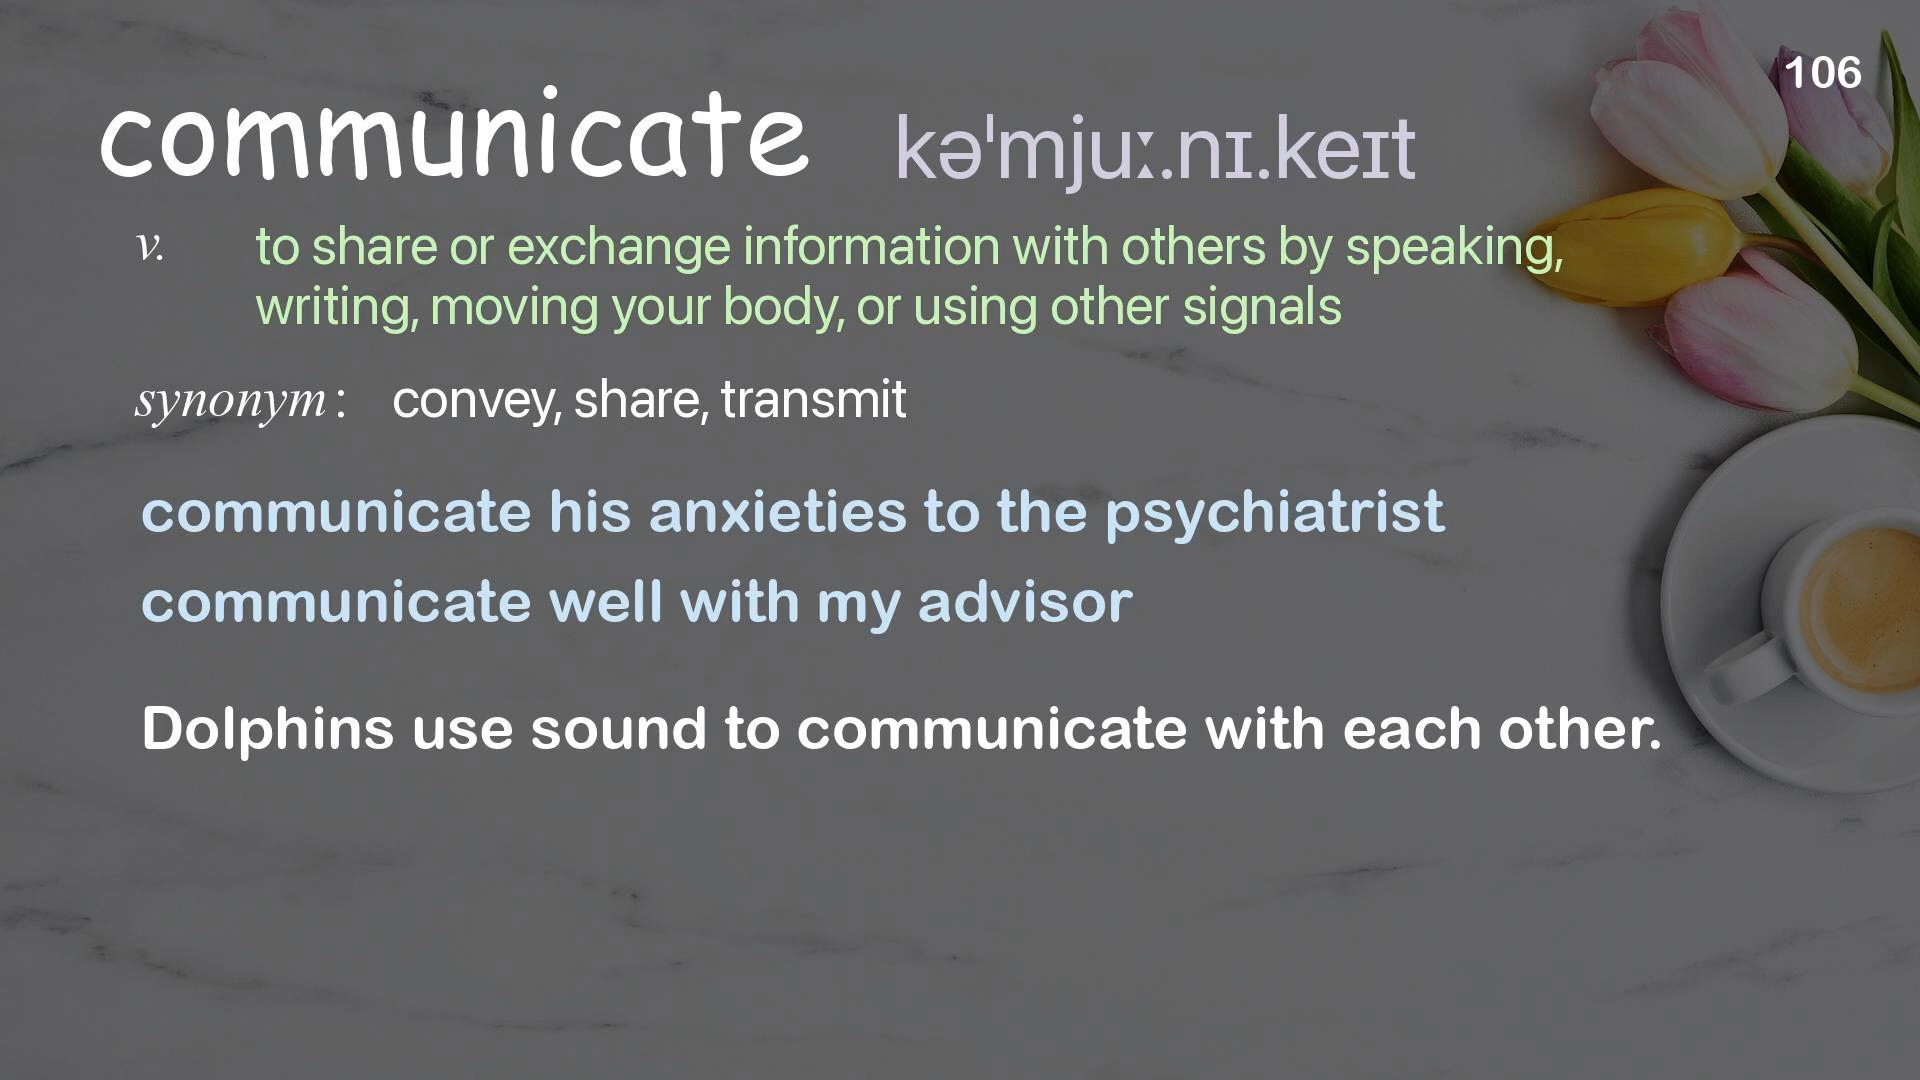 106
communicate kəˈmjuː.nɪ.keɪt
v. to share or exchange information with others by speaking,
writing, moving your body, or using other signals
synonym : convey, share, transmit
communicate his anxieties to the psychiatrist
communicate well with my advisor
Dolphins use sound to communicate with each other.